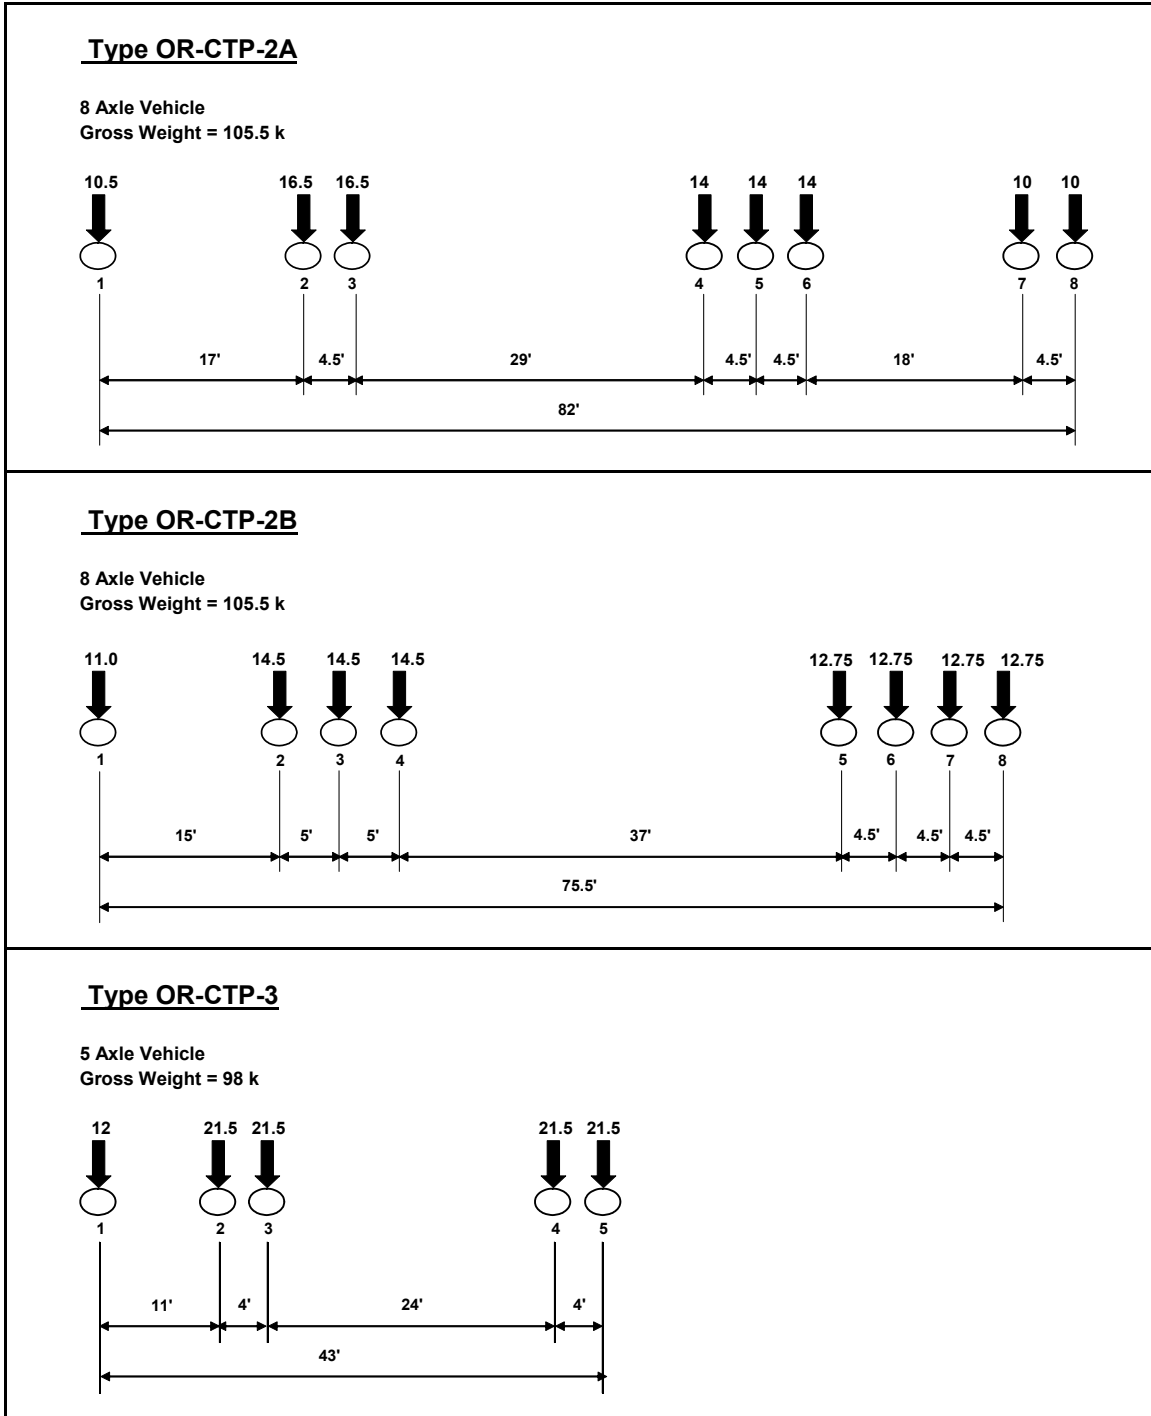 Type OR-CTP-2A
8 Axle Vehicle
Gross Weight = 105.5 k
10.5 16.5 16.5 14 14 14 10 10
1 2 3 4 5 6 7 8
17' 4.5' 29' 4.5' 4.5' 18' 4.5'
82'
Type OR-CTP-2B
8 Axle Vehicle
Gross Weight = 105.5 k
11.0 14.5 14.5 14.5 12.75 12.75 12.75 12.75
1 2 3 4 5 6 7 8
15' 5' 5' 37' 4.5' 4.5' 4.5'
75.5'
Type OR-CTP-3
5 Axle Vehicle
Gross Weight = 98 k
12 21.5 21.5 21.5 21.5
1 2 3 4 5
11' 4' 24' 4'
43'